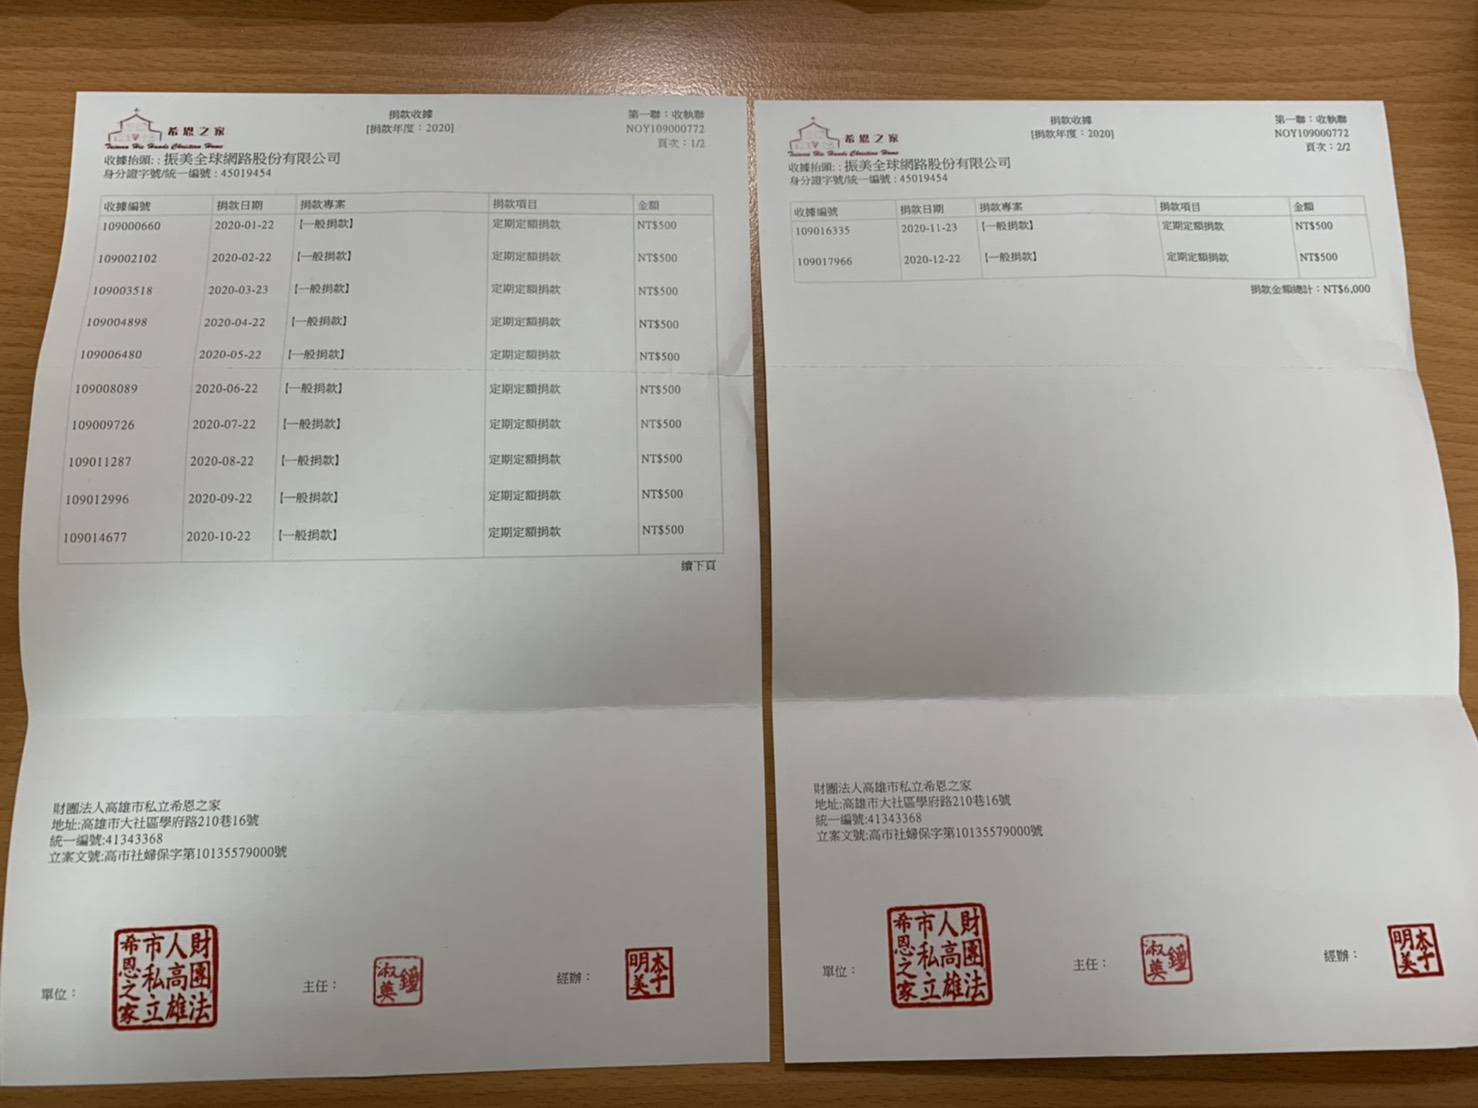 希恩之家
Taiwan His Hands Christian Home
捐款收據
[捐款年度：2020]
第一聯：收執聯
NOY109000772
頁次：1/2
收據抬頭:：振美全球網路股份有限公司
身分證字號/統一編號：45019454
收據編號 捐款日期 捐款專案 捐款項目 金額
109000660 2020-01-22 【一般捐款】 定期定額捐款 NT$500
109002102 2020-02-22 【一般捐款】 定期定額捐款 NT$500
109003518 2020-03-23 【一般捐款】 定期定額捐款 NT$500
109004898 2020-04-22 【一般捐款】 定期定額捐款 NT$500
109006480 2020-05-22 【一般捐款】 定期定額捐款 NT$500
109008089 2020-06-22 【一般捐款】 定期定額捐款 NT$500
109009726 2020-07-22 【一般捐款】 定期定額捐款 NT$500
109011287 2020-08-22 【一般捐款】 定期定額捐款 NT$500
109012996 2020-09-22 【一般捐款】 定期定額捐款 NT$500
109014677 2020-10-22 【一般捐款】 定期定額捐款 NT$500
續下頁
財團法人高雄市私立希恩之家
地址:高雄市大社區學府路210巷16號
統一編號:41343368
立案文號:高市社婦保字第10135579000號
單位：
財團法人高雄市私立希恩之家
主任：
鍾淑英
經辦：
李明美
希恩之家
Taiwan His Hands Christian Home
捐款收據
[捐款年度：2020]
第一聯：收執聯
NOY109000772
頁次：2/2
收據抬頭:：振美全球網路股份有限公司
身分證字號/統一編號：45019454
收據編號 捐款日期 捐款專案 捐款項目 金額
109016335 2020-11-23 【一般捐款】 定期定額捐款 NT$500
109017966 2020-12-22 【一般捐款】 定期定額捐款 NT$500
捐款金額總計：NT$6,000
財團法人高雄市私立希恩之家
地址:高雄市大社區學府路210巷16號
統一編號:41343368
立案文號:高市社婦保字第10135579000號
單位：
財團法人高雄市私立希恩之家
主任：
鍾淑英
經辦：
李明美